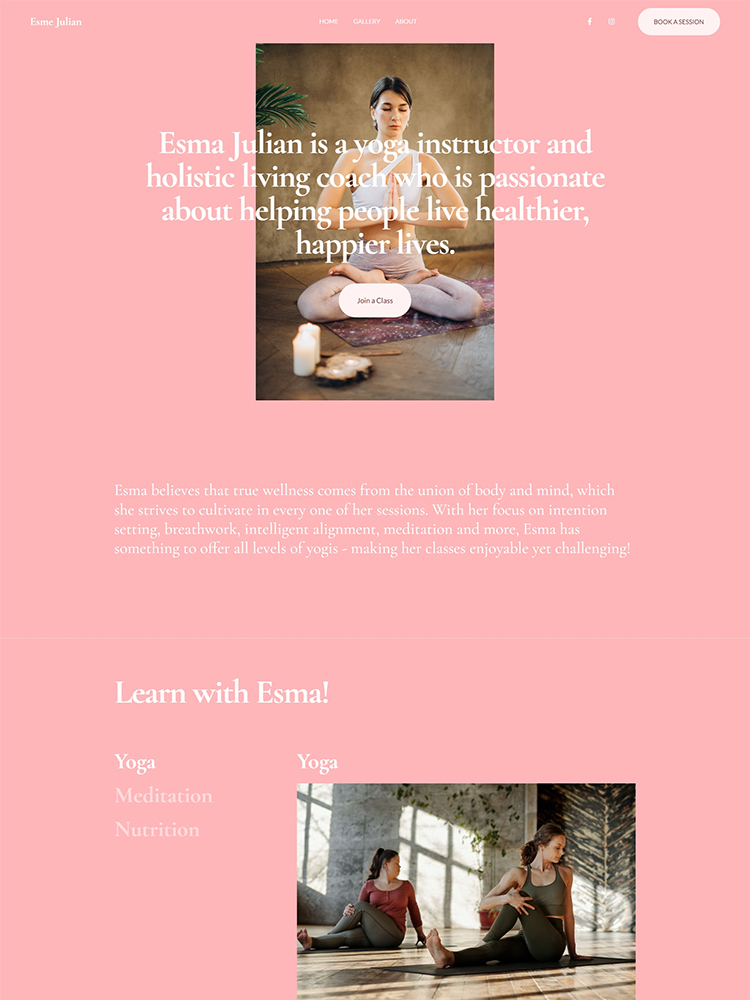 Esme Julian
HOME GALLERY ABOUT
BOOK A SESSION
Esma Julian is a yoga instructor and
holistic living coach who is passionate
about helping people live healthier,
happier lives.
Join a Class
Esma believes that true wellness comes from the union of body and mind, which
she strives to cultivate in every one of her sessions. With her focus on intention
setting, breathwork, intelligent alignment, meditation and more, Esma has
something to offer all levels of yogis - making her classes enjoyable yet challenging!
Learn with Esma!
Yoga
Meditation
Nutrition
Yoga